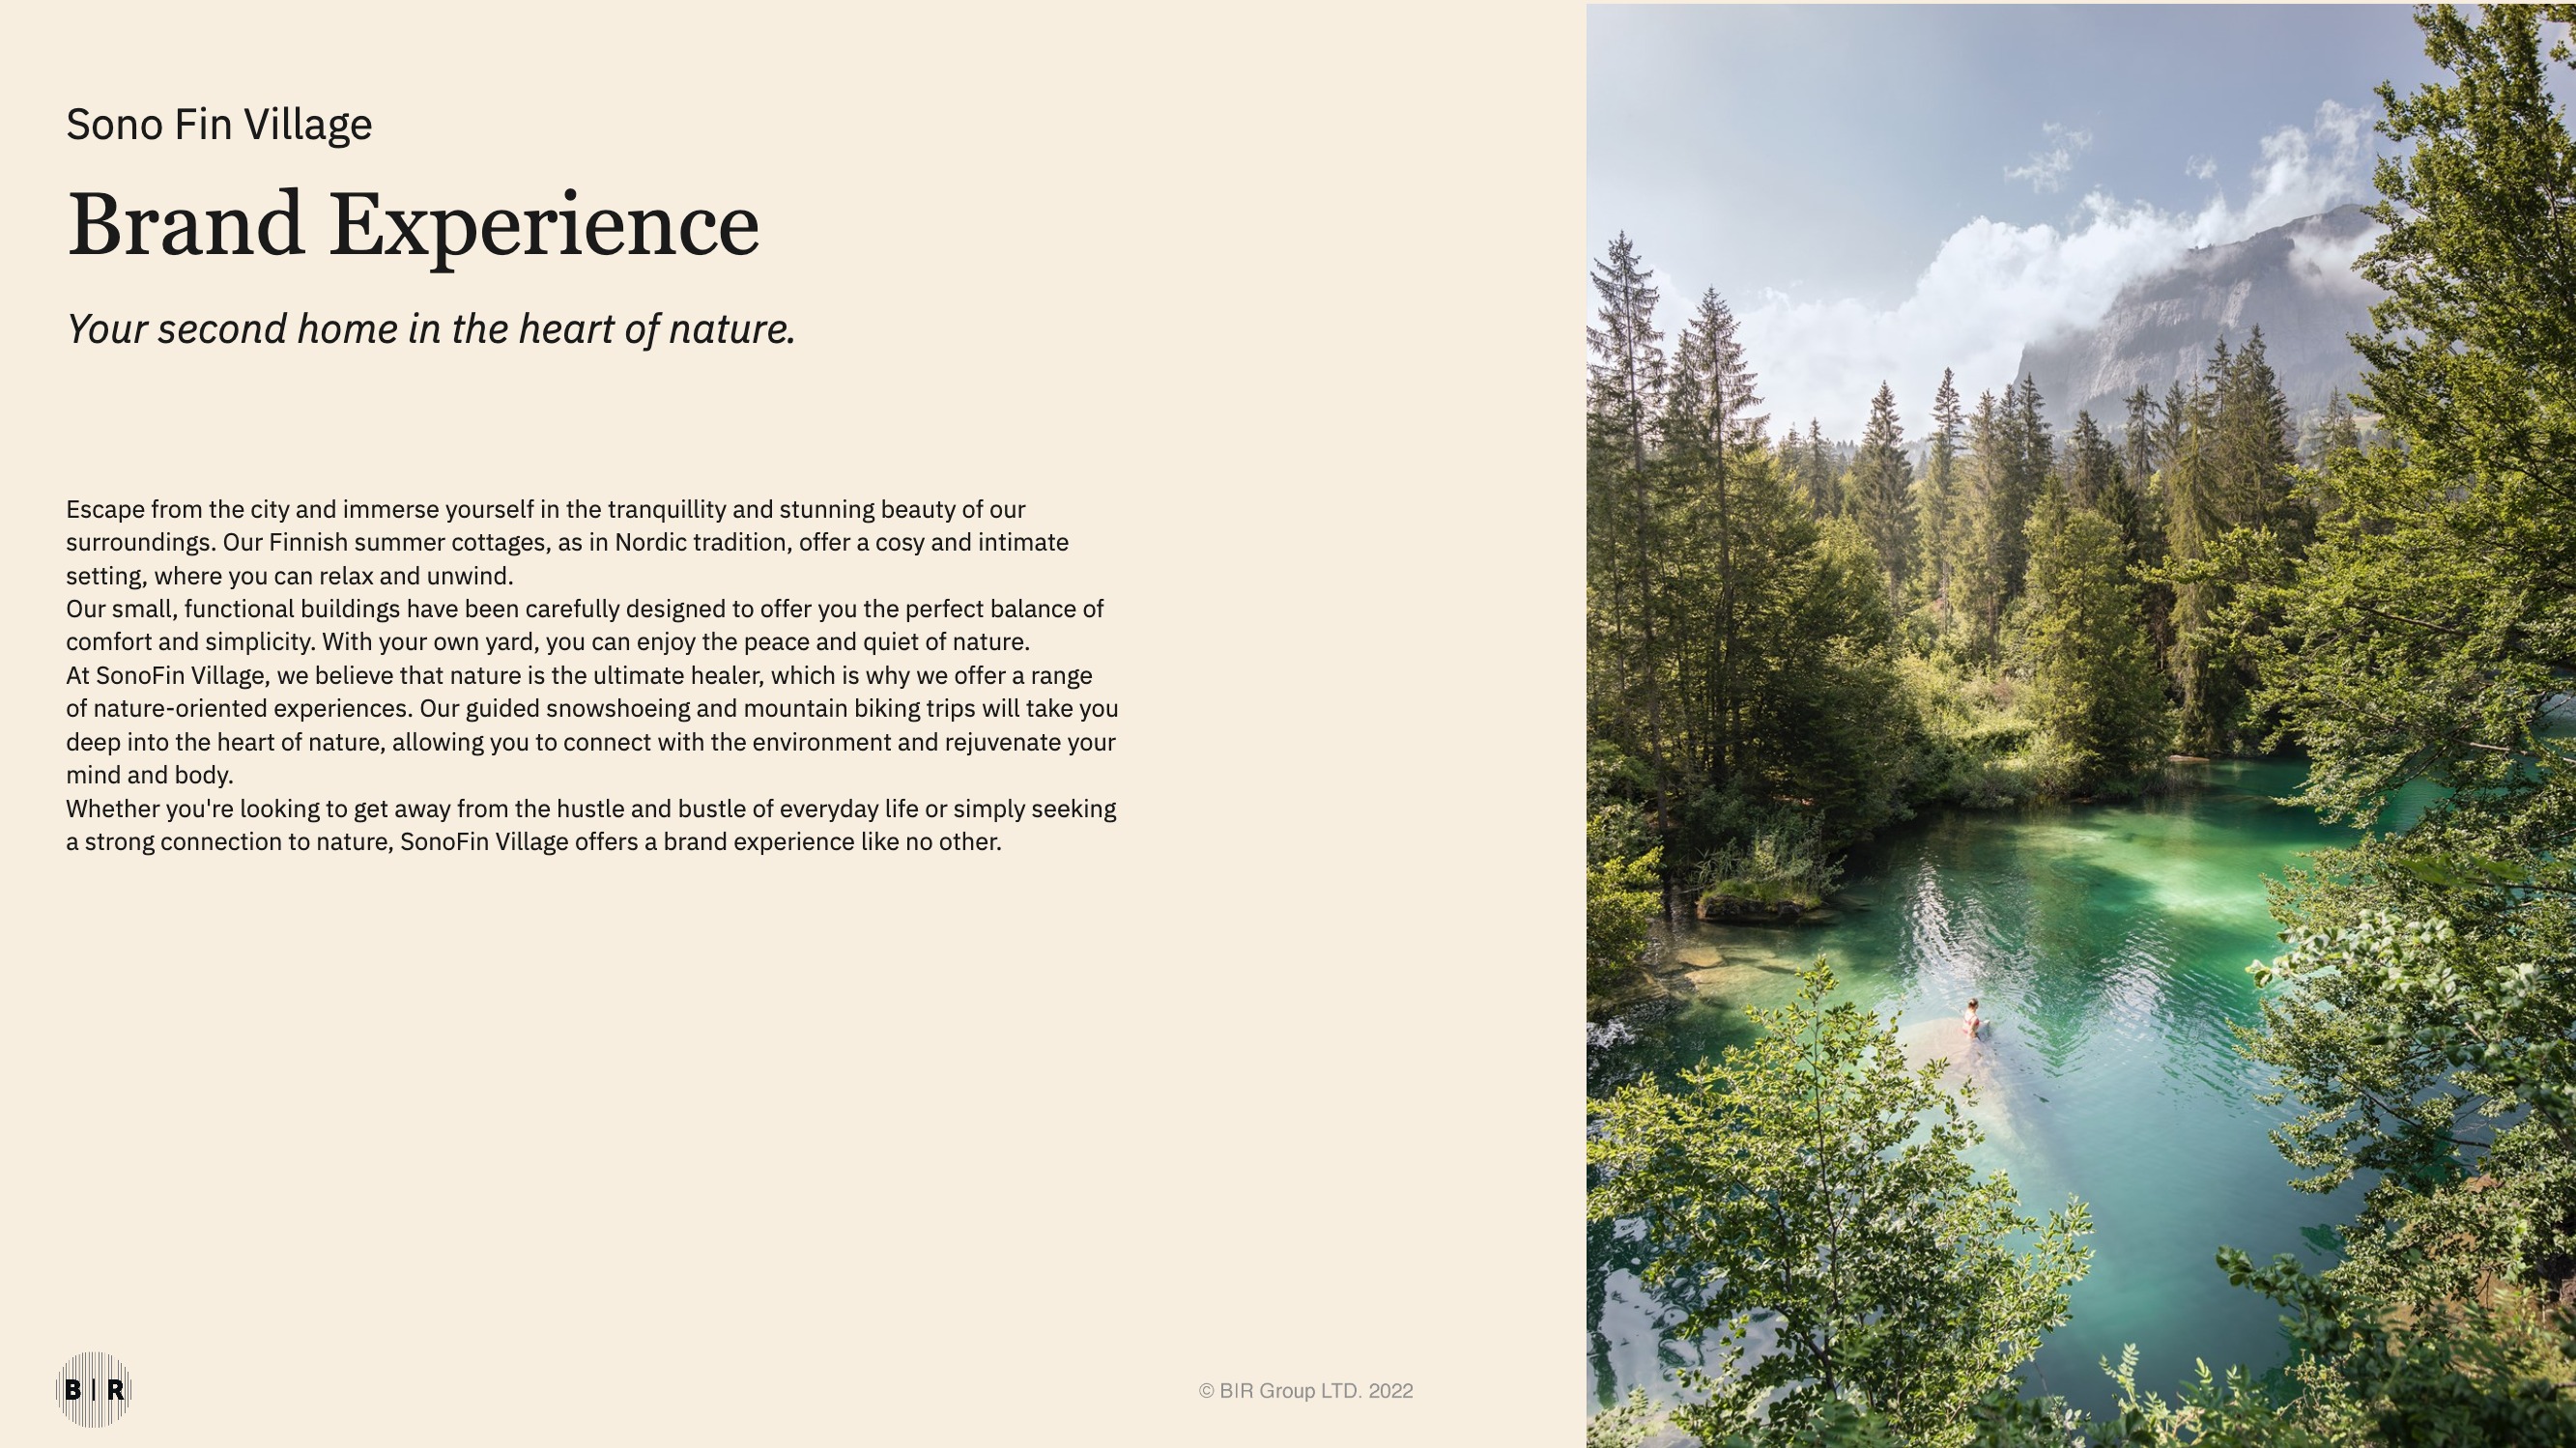 Sono Fin Village
Brand Experience
Your second home in the heart of nature.
Escape from the city and immerse yourself in the tranquillity and stunning beauty of our
surroundings. Our Finnish summer cottages, as in Nordic tradition, offer a cosy and intimate
setting, where you can relax and unwind.
Our small, functional buildings have been carefully designed to offer you the perfect balance of
comfort and simplicity. With your own yard, you can enjoy the peace and quiet of nature.
At SonoFin Village, we believe that nature is the ultimate healer, which is why we offer a range
of nature-oriented experiences. Our guided snowshoeing and mountain biking trips will take you
deep into the heart of nature, allowing you to connect with the environment and rejuvenate your
mind and body.
Whether you're looking to get away from the hustle and bustle of everyday life or simply seeking
a strong connection to nature, SonoFin Village offers a brand experience like no other.
B|R
© BIR Group LTD. 2022